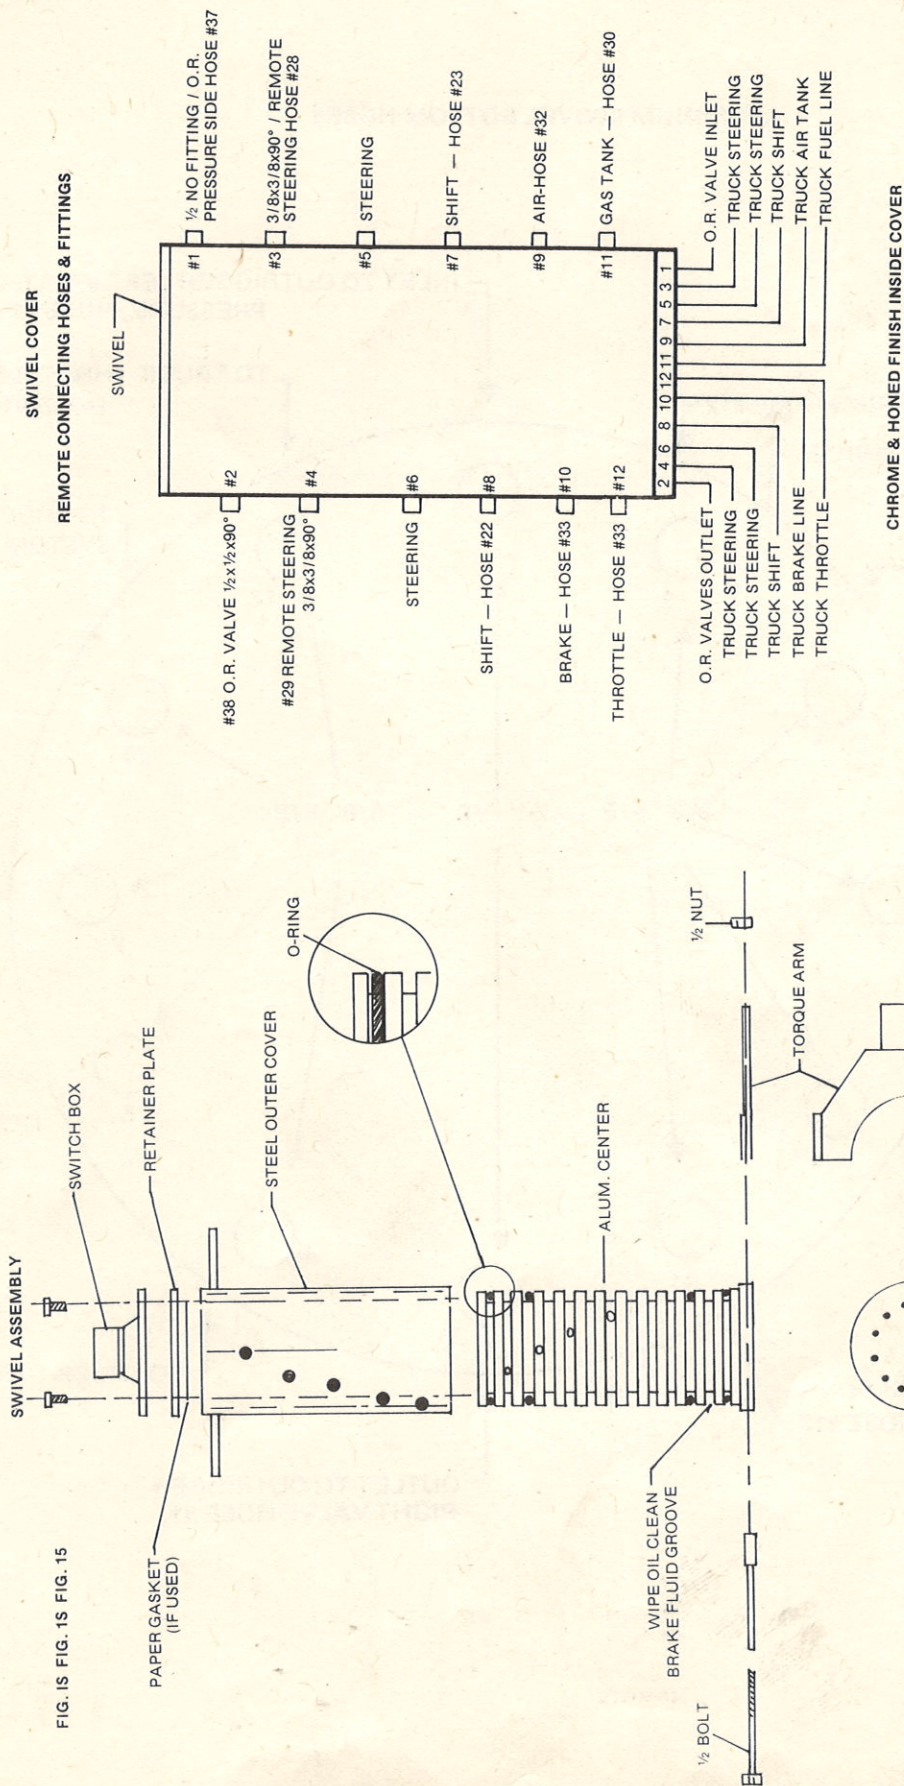 FIG. IS FIG. 1S FIG. 15
SWIVEL ASSEMBLY
SWITCH BOX
RETAINER PLATE
PAPER GASKET
(IF USED)
STEEL OUTER COVER
O-RING
ALUM. CENTER
WIPE OIL CLEAN
BRAKE FLUID GROOVE
½ BOLT
½ NUT
TORQUE ARM
SWIVEL COVER
REMOTE CONNECTING HOSES & FITTINGS
SWIVEL
#38 O.R. VALVE ½x½x90°
#2
#29 REMOTE STEERING
3/8x3/8x90°
#4
STEERING
#6
SHIFT — HOSE #22
#8
BRAKE — HOSE #33
#10
THROTTLE — HOSE #33
#12
#1
½ NO FITTING / O.R.
PRESSURE SIDE HOSE #37
#3
3/8x3/8x90° / REMOTE
STEERING HOSE #28
#5
STEERING
#7
SHIFT — HOSE #23
#9
AIR-HOSE #32
#11
GAS TANK — HOSE #30
2 4 6 8 10 12 11 9 7 5 3 1
O.R. VALVES OUTLET
TRUCK STEERING
TRUCK STEERING
TRUCK SHIFT
TRUCK BRAKE LINE
TRUCK THROTTLE
O.R. VALVE INLET
TRUCK STEERING
TRUCK STEERING
TRUCK SHIFT
TRUCK AIR TANK
TRUCK FUEL LINE
CHROME & HONED FINISH INSIDE COVER